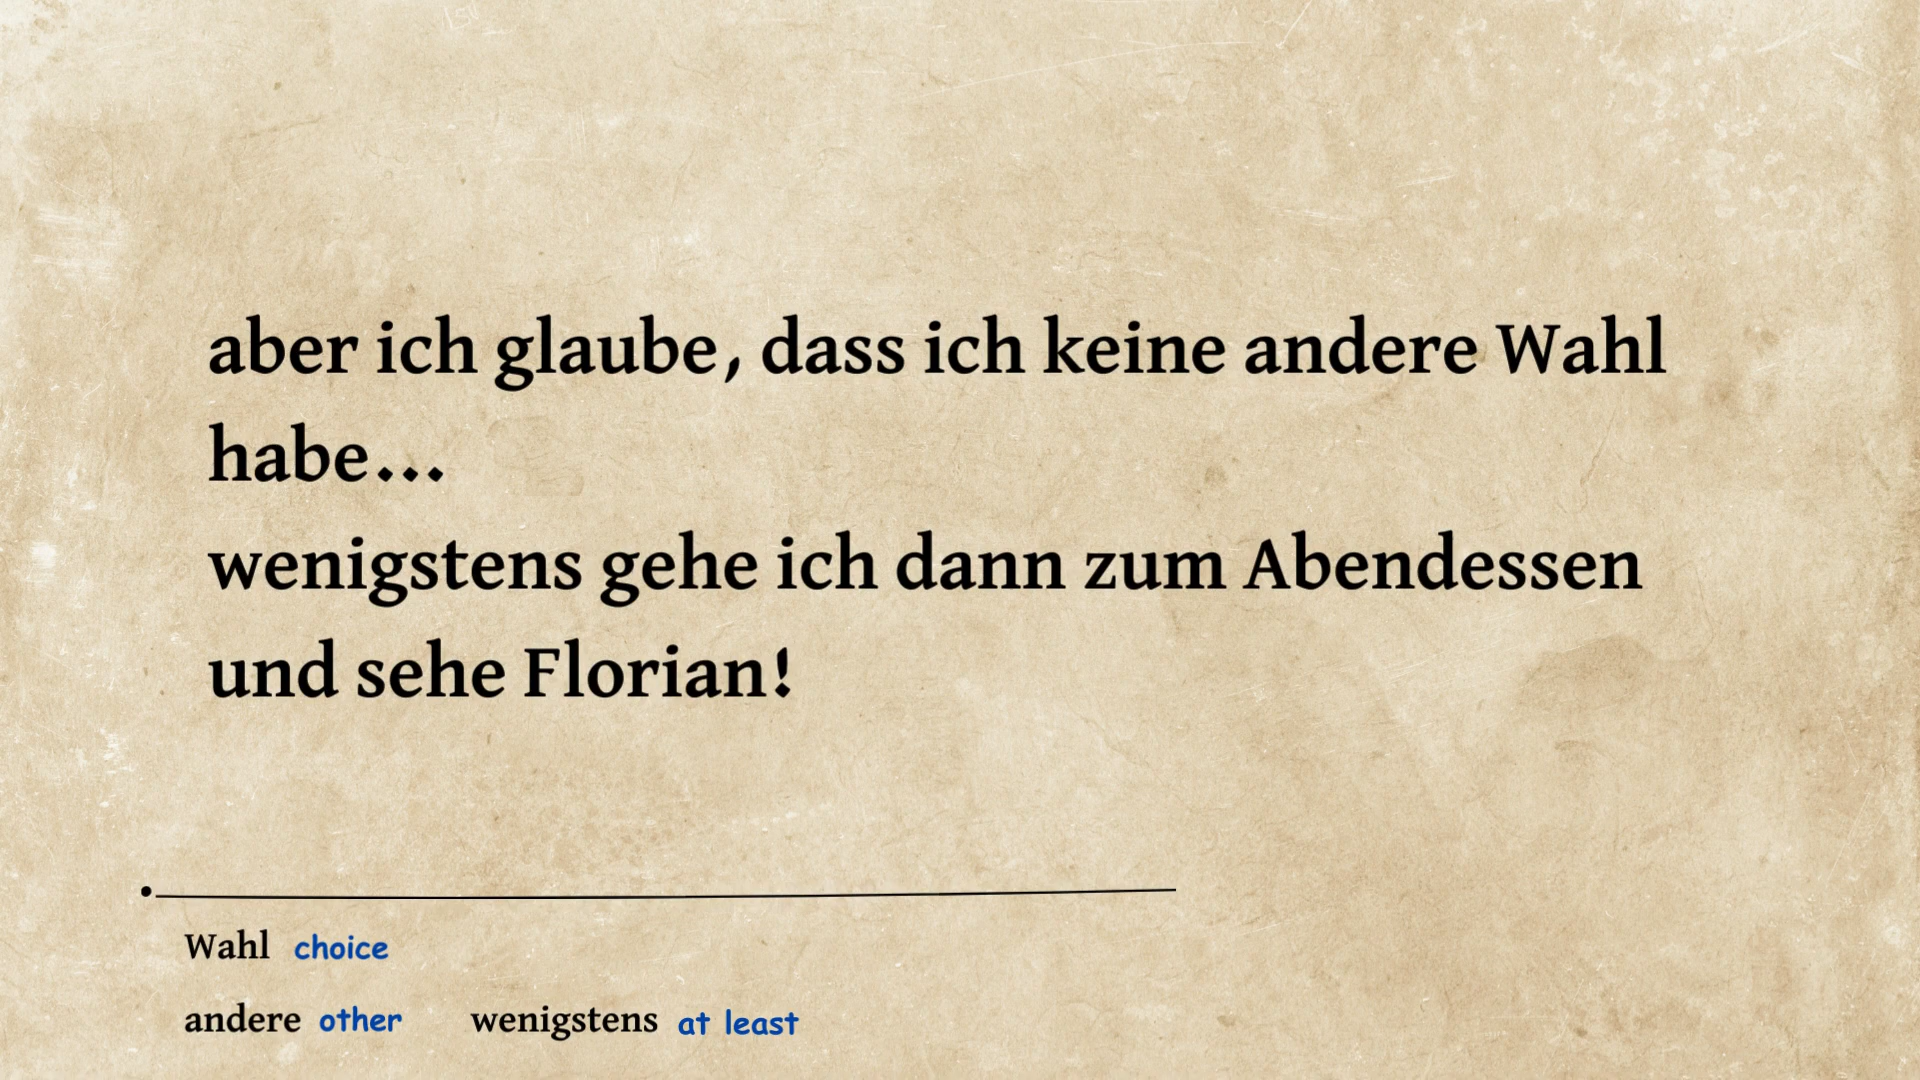 aber ich glaube, dass ich keine andere Wahl
habe...
wenigstens gehe ich dann zum Abendessen
und sehe Florian!
Wahl choice
andere other wenigstens at least